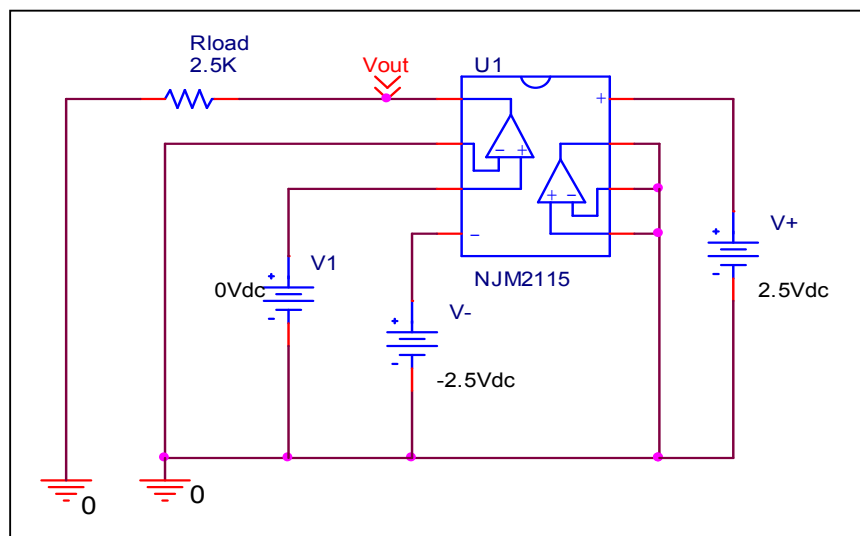 Rload
2.5K
Vout
U1
+
− +
+ −
−
NJM2115
+
V1
0Vdc
-
+
V-
-2.5Vdc
-
+
V+
2.5Vdc
-
0
0